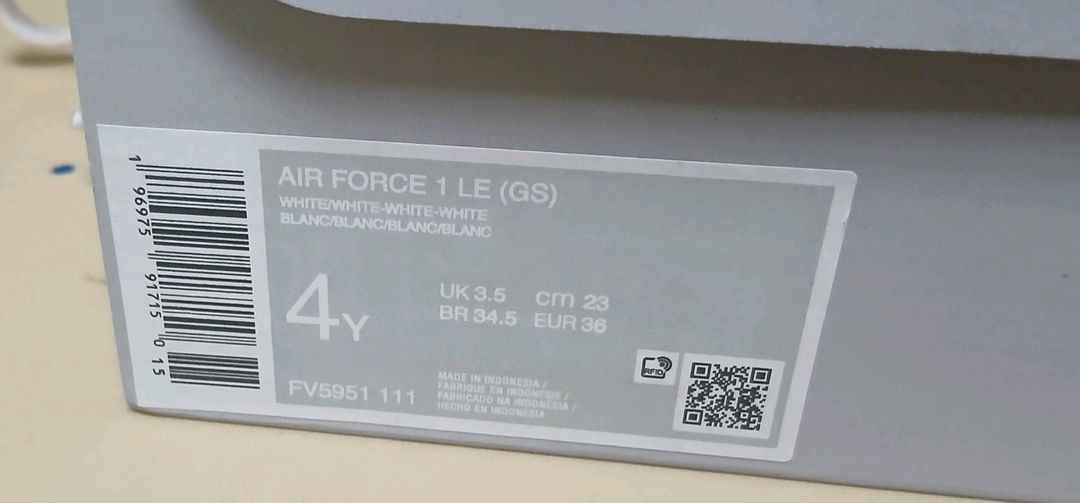 AIR FORCE 1 LE (GS)
WHITE/WHITE-WHITE-WHITE
BLANC/BLANC/BLANC/BLANC
4Y
UK 3.5 cm 23
BR 34.5 EUR 36
FV5951 111
MADE IN INDONESIA /
FABRIQUE EN INDONESIE /
FABRICADO NA INDONÉSIA /
HECHO EN INDONESIA
RFID
1 96975 91715 0 15